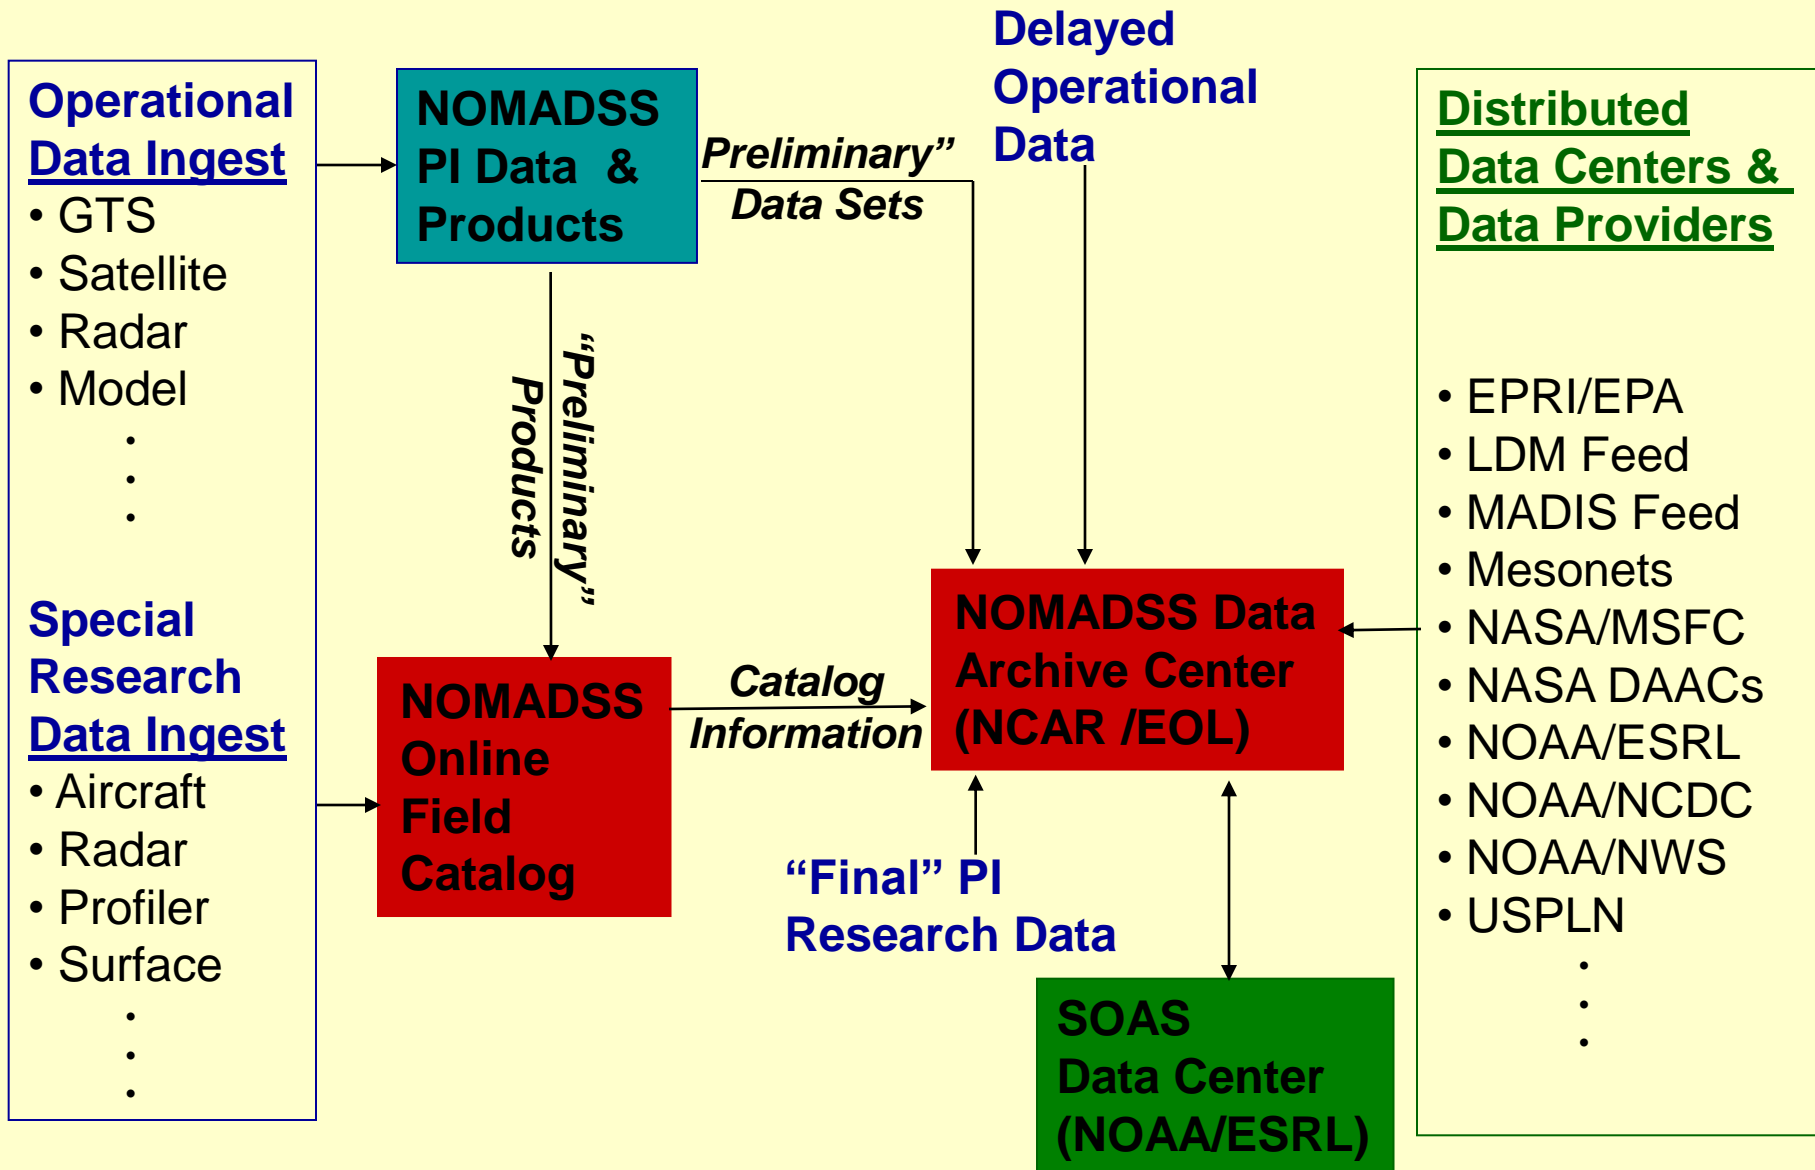 Operational
Data Ingest
• GTS
• Satellite
• Radar
• Model
•
•
•
Special
Research
Data Ingest
• Aircraft
• Radar
• Profiler
• Surface
•
•
•
NOMADSS
PI Data &
Products
Preliminary”
Data Sets
“Preliminary”
Products
NOMADSS
Online
Field
Catalog
Catalog
Information
Delayed
Operational
Data
NOMADSS Data
Archive Center
(NCAR /EOL)
“Final” PI
Research Data
SOAS
Data Center
(NOAA/ESRL)
Distributed
Data Centers &
Data Providers
• EPRI/EPA
• LDM Feed
• MADIS Feed
• Mesonets
• NASA/MSFC
• NASA DAACs
• NOAA/ESRL
• NOAA/NCDC
• NOAA/NWS
• USPLN
•
•
•